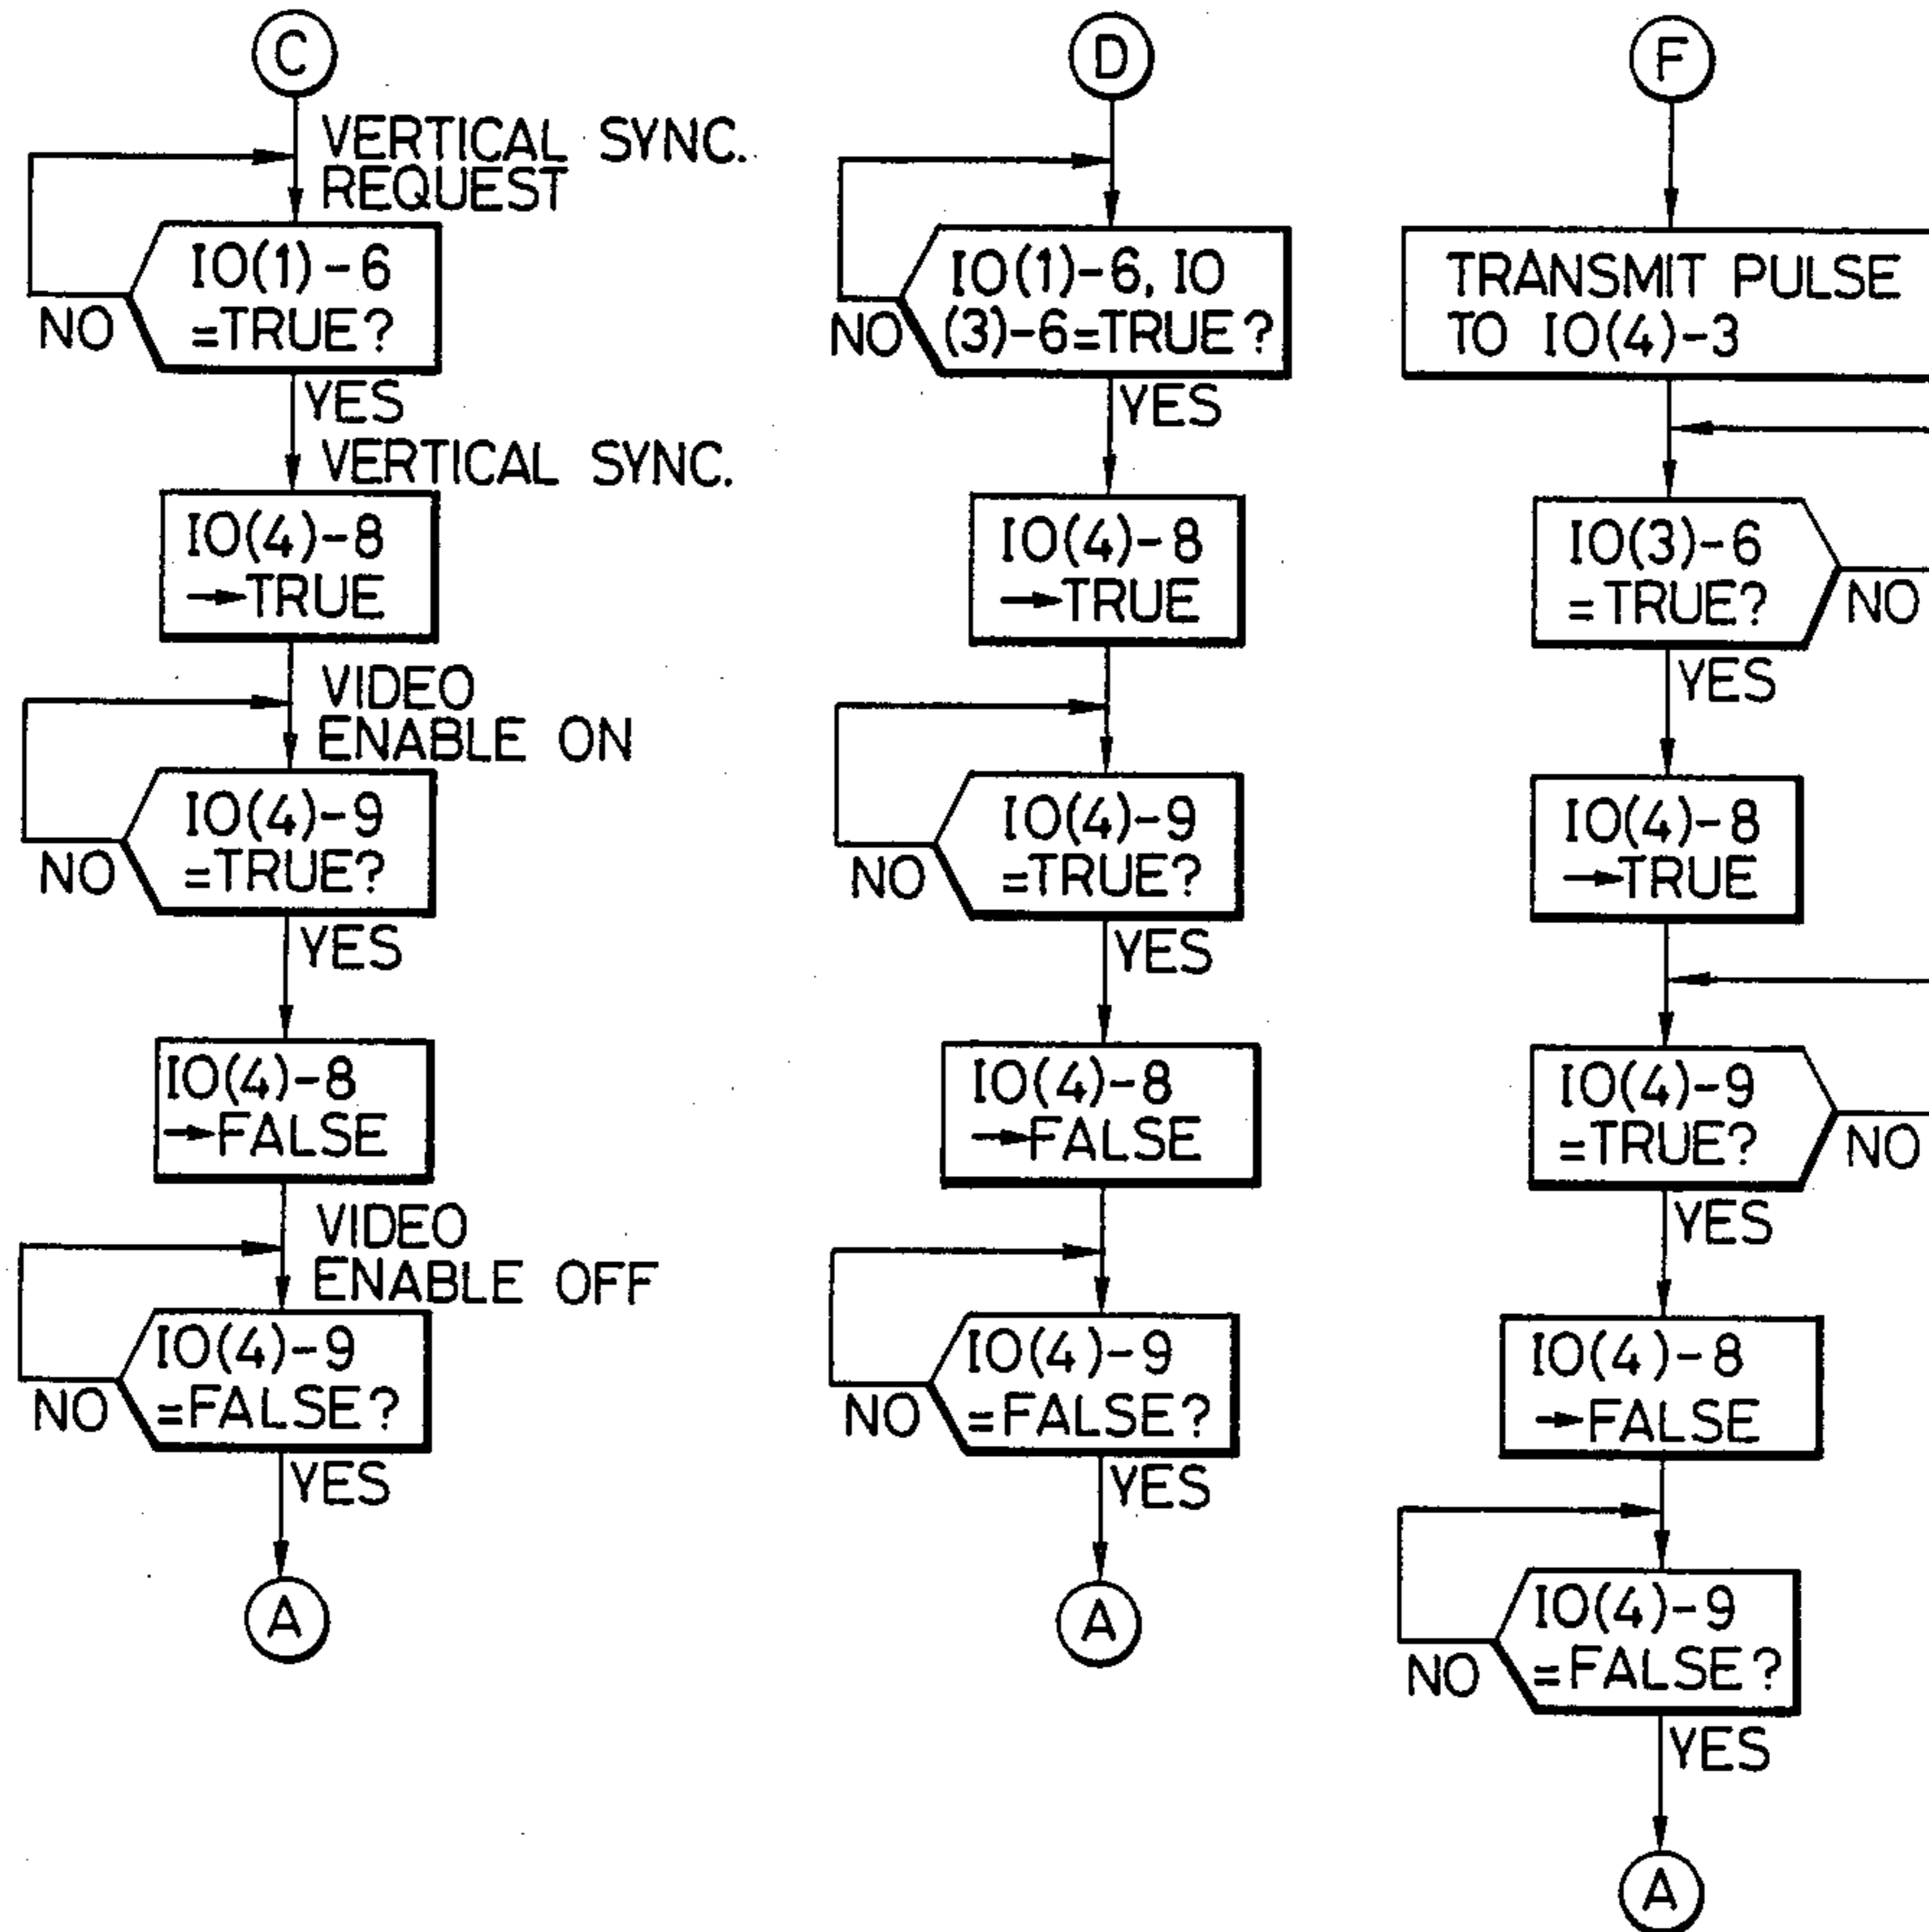 C
VERTICAL SYNC.
REQUEST
IO(1)-6
=TRUE?
NO
YES
VERTICAL SYNC.
IO(4)-8
→TRUE
VIDEO
ENABLE ON
IO(4)-9
=TRUE?
NO
YES
IO(4)-8
→FALSE
VIDEO
ENABLE OFF
IO(4)-9
=FALSE?
NO
YES
A
D
IO(1)-6, IO
(3)-6=TRUE?
NO
YES
IO(4)-8
→TRUE
IO(4)-9
=TRUE?
NO
YES
IO(4)-8
→FALSE
IO(4)-9
=FALSE?
NO
YES
A
F
TRANSMIT PULSE
TO IO(4)-3
IO(3)-6
=TRUE?
NO
YES
IO(4)-8
→TRUE
IO(4)-9
=TRUE?
NO
YES
IO(4)-8
→FALSE
IO(4)-9
=FALSE?
NO
YES
A